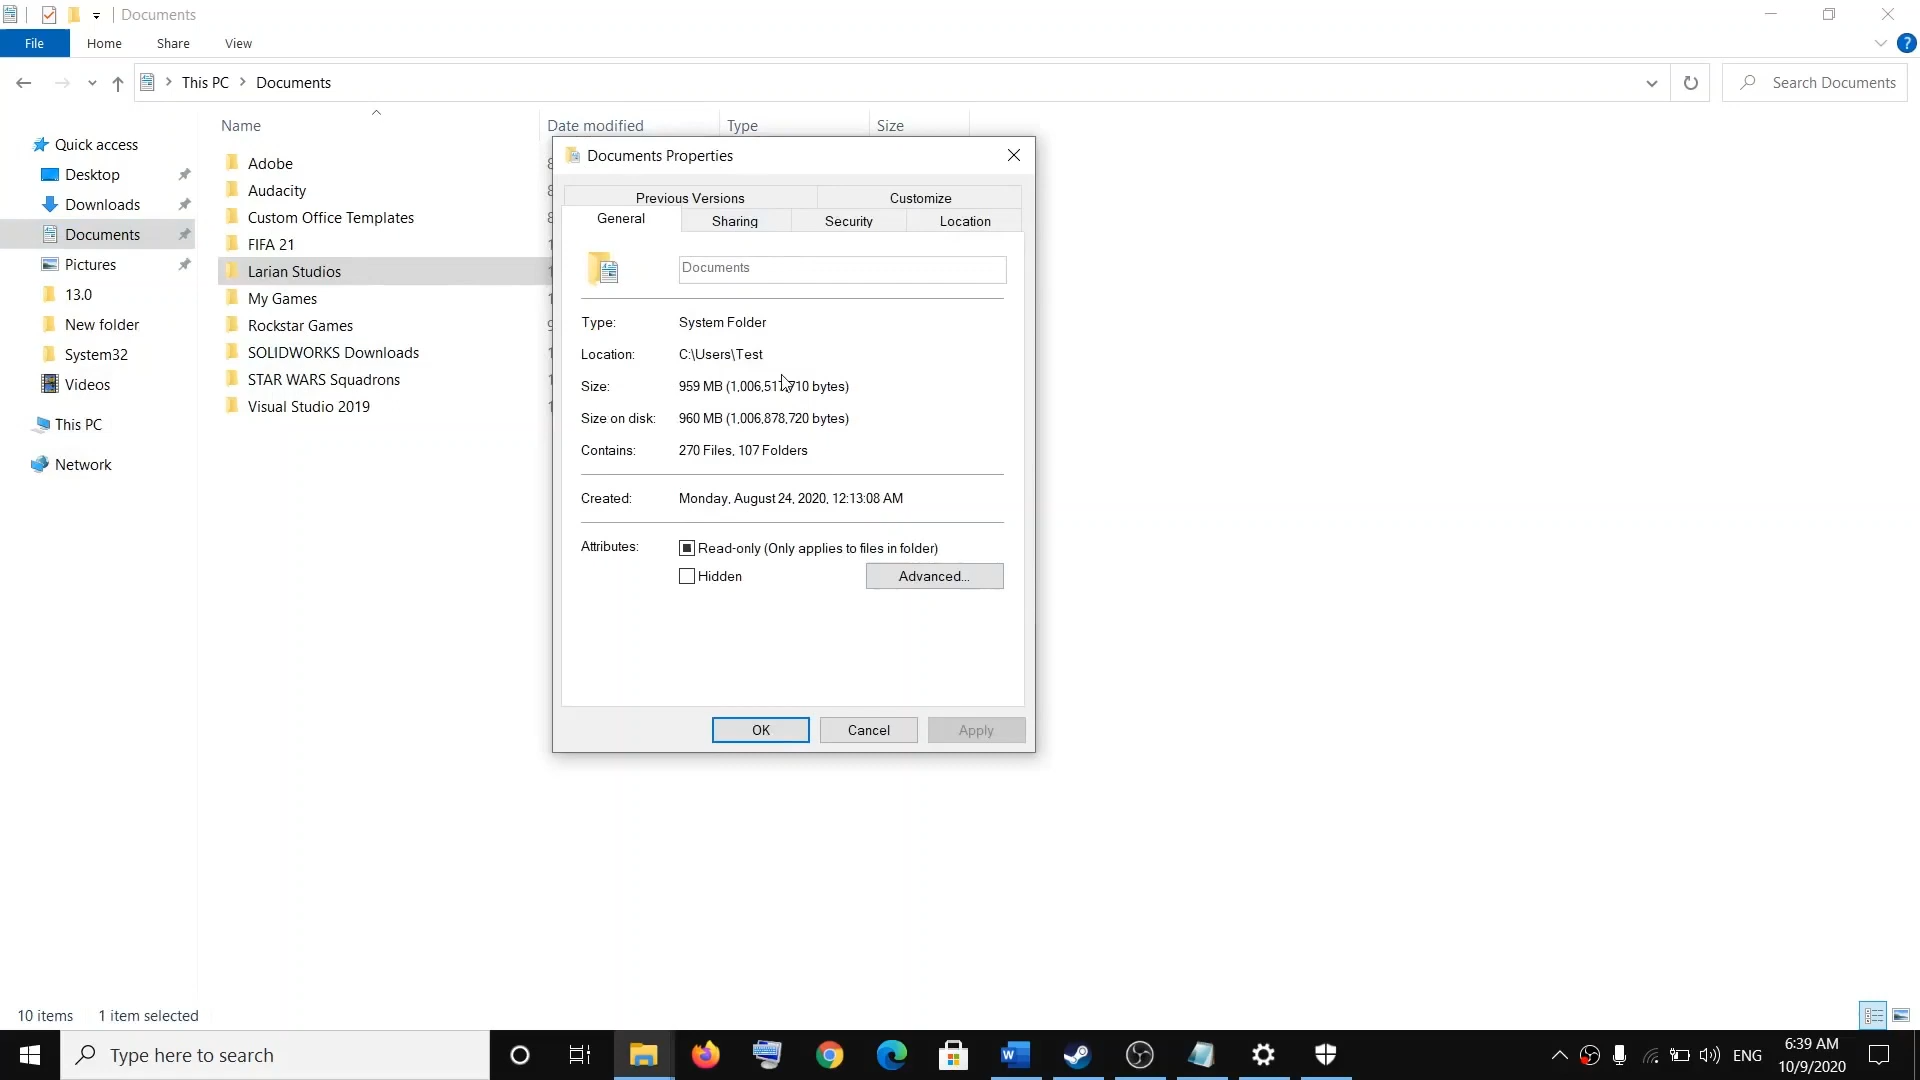 Documents
File
Home
Share
View
This PC
Documents
Search Documents
Name
Date modified
Type
Size
Quick access
Desktop
Downloads
Documents
Pictures
13.0
New folder
System32
Videos
This PC
Network
Adobe
Audacity
Custom Office Templates
FIFA 21
Larian Studios
My Games
Rockstar Games
SOLIDWORKS Downloads
STAR WARS Squadrons
Visual Studio 2019
Documents Properties
Previous Versions
Customize
General
Sharing
Security
Location
Documents
Type: System Folder
Location: C:\Users\Test
Size: 959 MB bytes)
Size on disk: 960 MB (1,006,878,720 bytes)
Contains: 270 Files, 107 Folders
Created: Monday, August 24, 2020, 12:13:08 AM
Attributes: Read-only (Only applies to files in folder)
Hidden
Advanced...
OK
Cancel
Apply
10 items
1 item selected
Type here to search
ENG
6:39 AM
10/9/2020